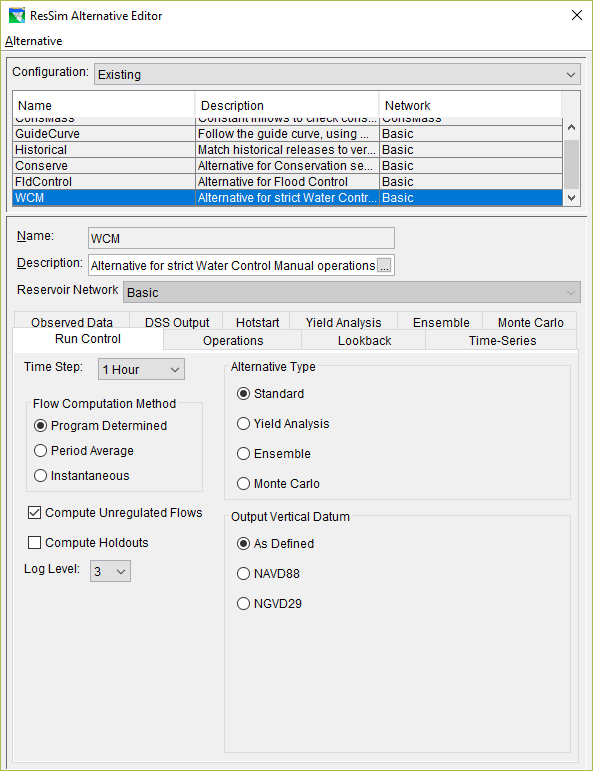 ResSim Alternative Editor
Alternative
Configuration: Existing
Name Description Network
ConsMass Constant inflows to check cons... ConsMass
GuideCurve Follow the guide curve, using ... Basic
Historical Match historical releases to ver... Basic
Conserve Alternative for Conservation se... Basic
FldControl Alternative for Flood Control Basic
WCM Alternative for strict Water Contr... Basic
Name: WCM
Description: Alternative for strict Water Control Manual operations ...
Reservoir Network Basic
Observed Data DSS Output Hotstart Yield Analysis Ensemble Monte Carlo
Run Control Operations Lookback Time-Series
Time Step: 1 Hour
Flow Computation Method
Program Determined
Period Average
Instantaneous
Compute Unregulated Flows
Compute Holdouts
Log Level: 3
Alternative Type
Standard
Yield Analysis
Ensemble
Monte Carlo
Output Vertical Datum
As Defined
NAVD88
NGVD29